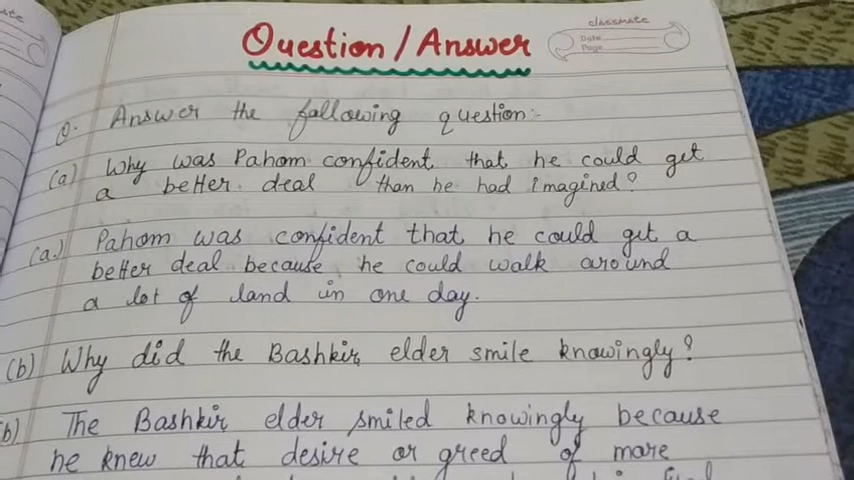 Question / Answer
classmate
Date
Page
Q. Answer the following question:-
(a) Why was Pahom confident that he could get
a better deal than he had imagined?
(a.) Pahom was confident that he could get a
better deal because he could walk around
a lot of land in one day.
(b) Why did the Bashkir elder smile knowingly?
(b) The Bashkir elder smiled knowingly because
he knew that desire or greed of more